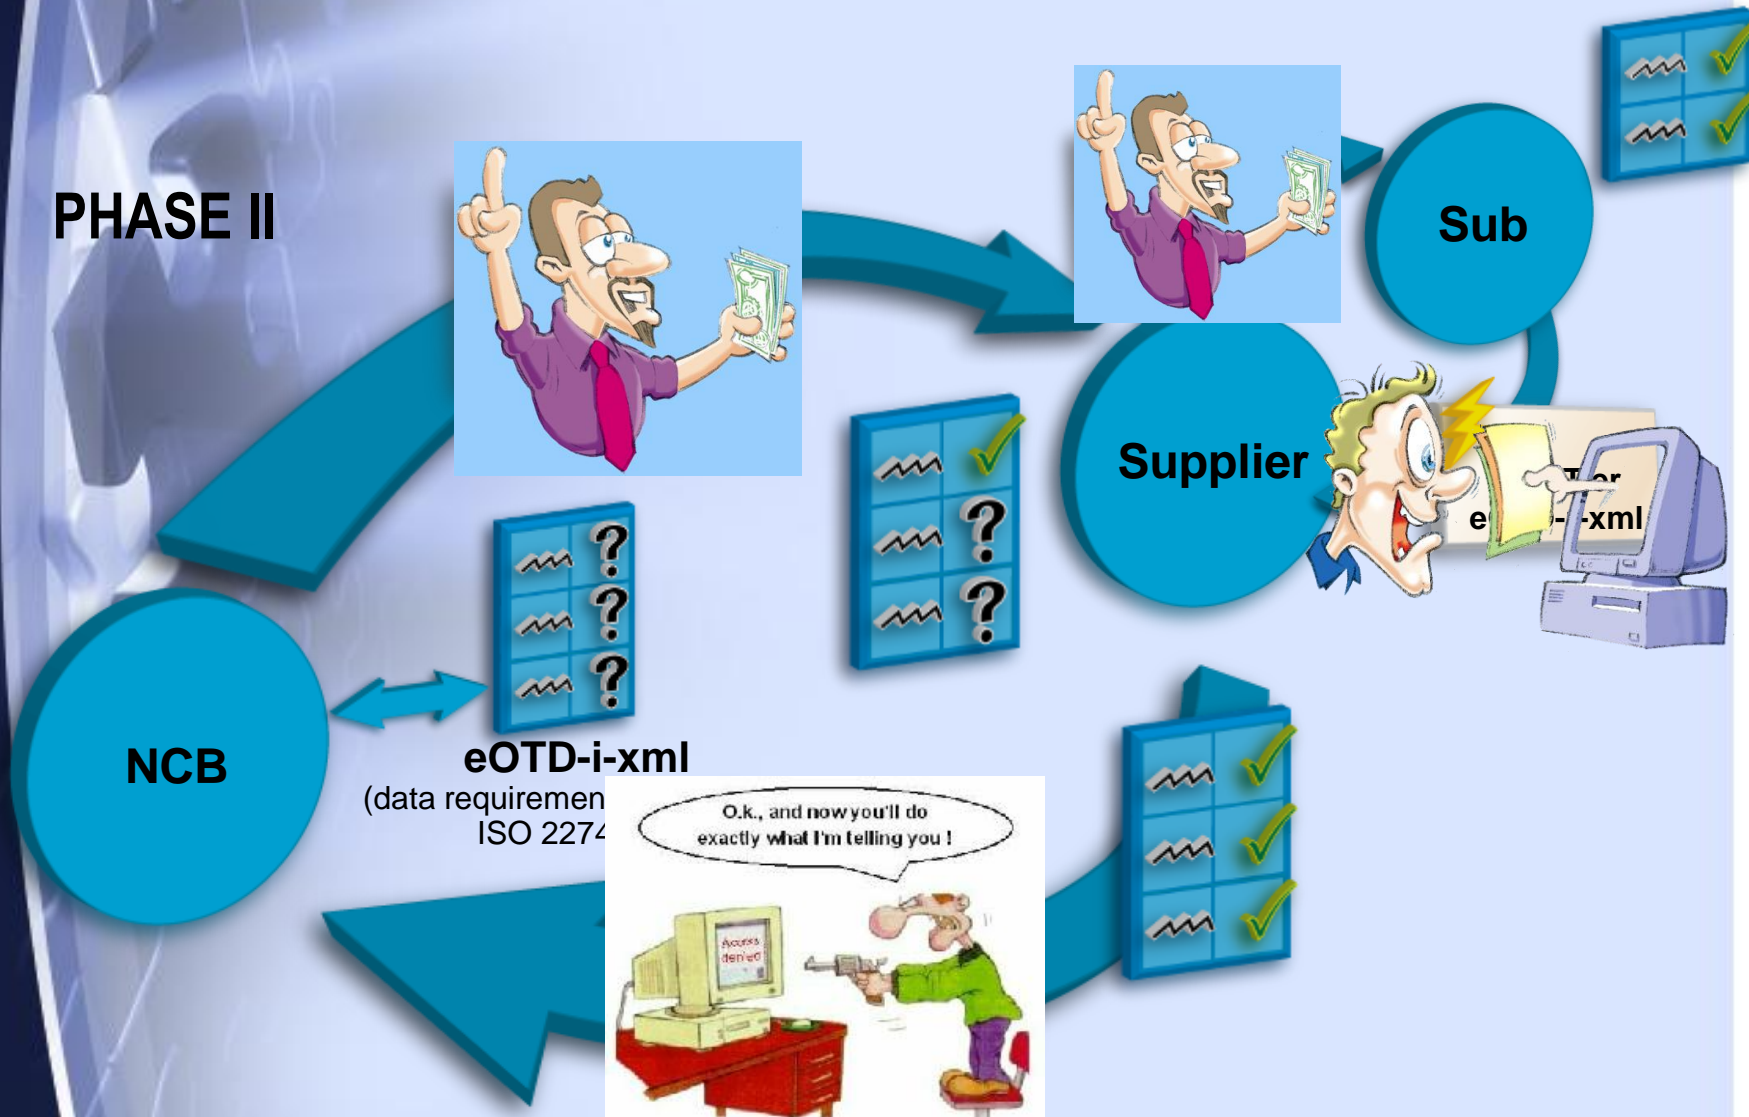 PHASE II
Sub
Supplier
-xml
NCB
eOTD-i-xml
(data requiremen
ISO 2274
O.k., and now you'll do
exactly what I'm telling you !
Access
denied